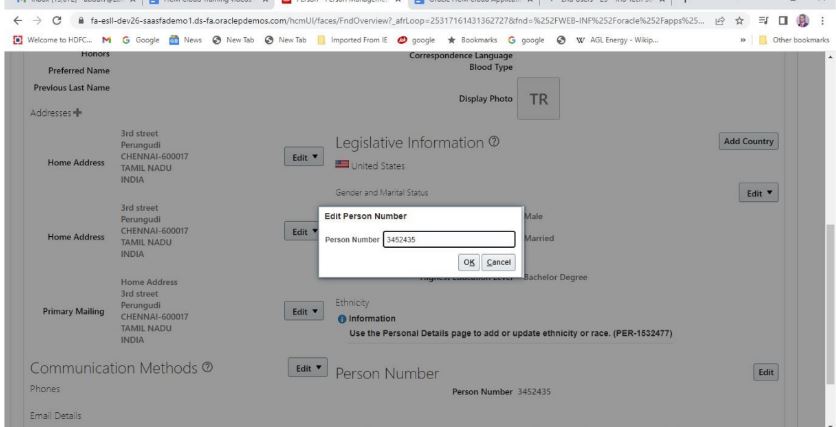 fa-esll-dev26-saasfademo1.ds-fa.oraclepdemos.com/hcmUI/faces/FndOverview?_afrLoop=25317161431362727&fnd=%252FWEB-INF%252Foracle%252Fapps%25...
Welcome to HDFC... Google News New Tab New Tab Imported From IE google Bookmarks google AGL Energy - Wikip... » Other bookmarks
Honors
Preferred Name
Previous Last Name
Correspondence Language
Blood Type
Display Photo TR
Addresses
3rd street
Perungudi
Home Address CHENNAI-600017 Edit
TAMIL NADU
INDIA
3rd street
Perungudi
Home Address CHENNAI-600017 Edit
TAMIL NADU
INDIA
Home Address
3rd street
Primary Mailing Perungudi Edit
CHENNAI-600017
TAMIL NADU
INDIA
Legislative Information Add Country
United States
Gender and Marital Status Edit
Male
Married
Edit Person Number
Person Number 3452435
OK Cancel
Highest Education Level Bachelor Degree
Ethnicity
Information
Use the Personal Details page to add or update ethnicity or race. (PER-1532477)
Communication Methods Edit
Phones
Email Details
Person Number Edit
Person Number 3452435